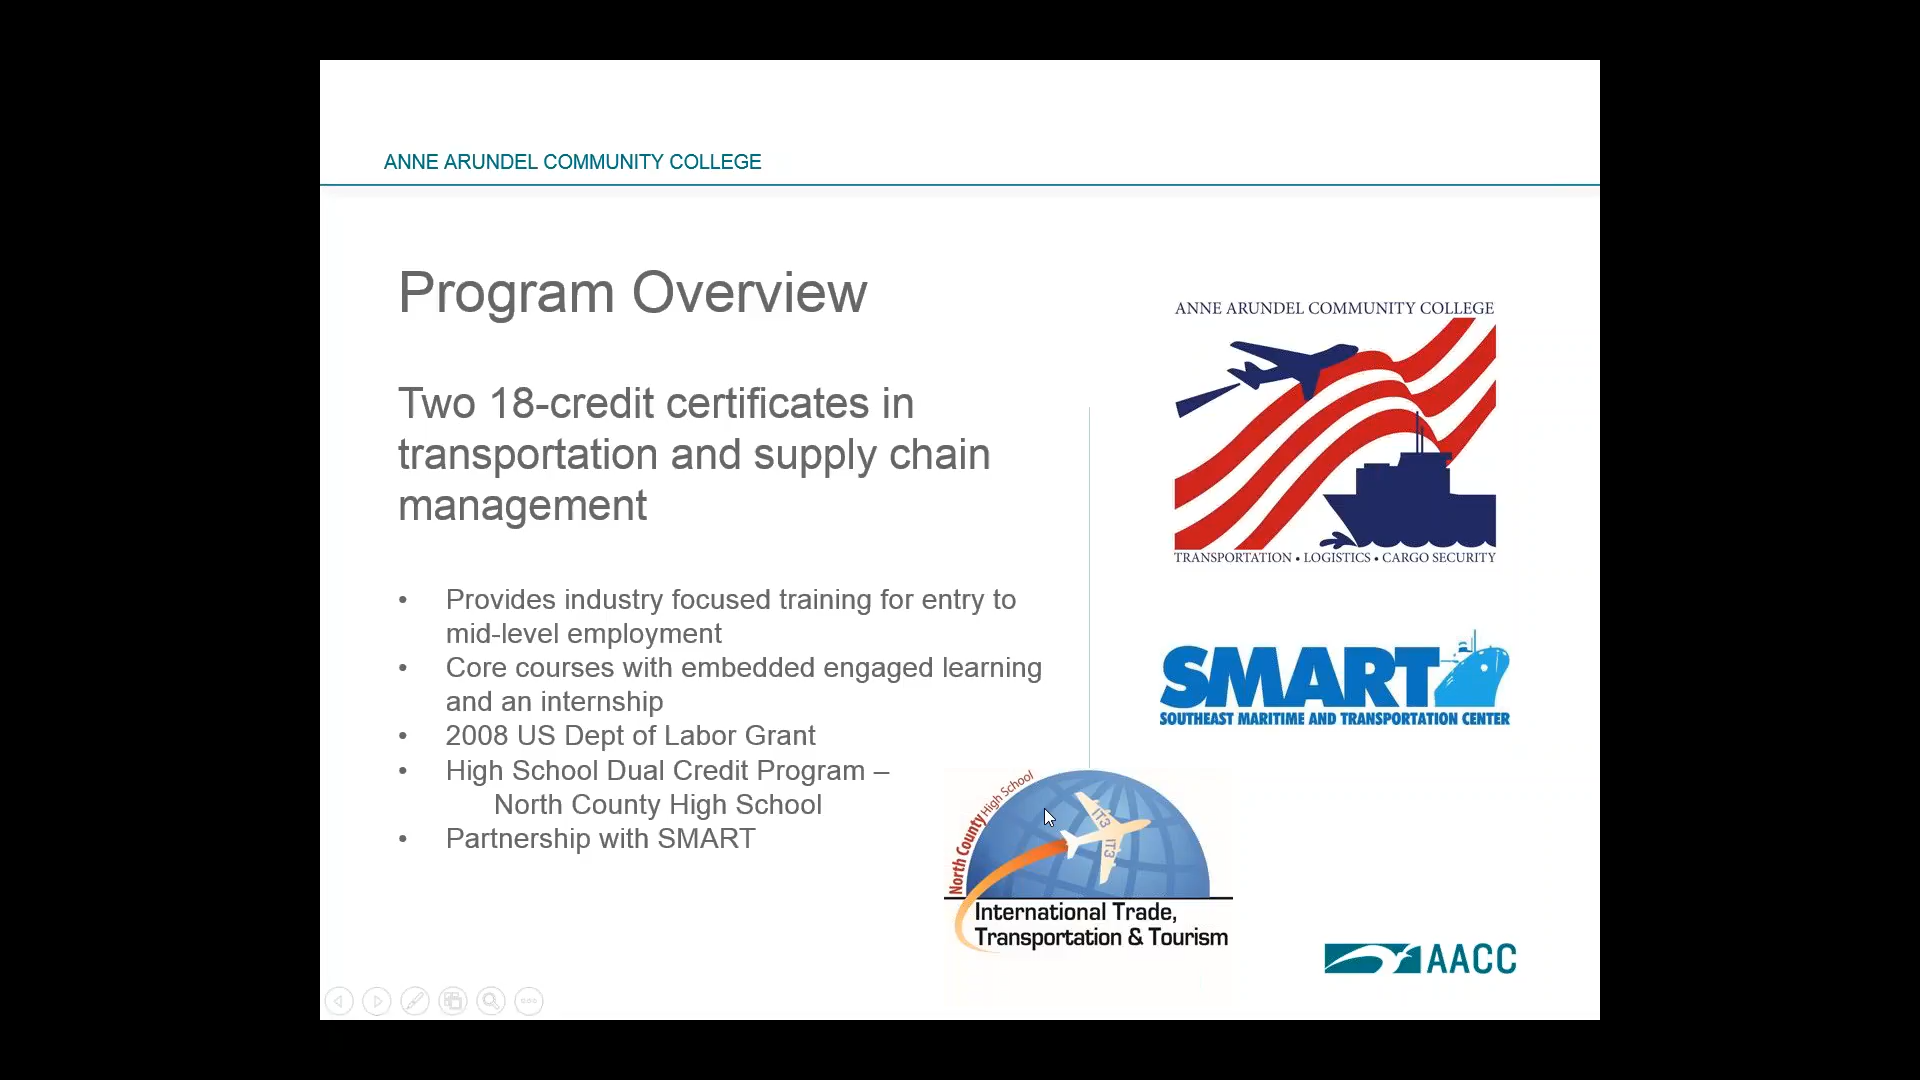 ANNE ARUNDEL COMMUNITY COLLEGE
Program Overview
Two 18-credit certificates in
transportation and supply chain
management
• Provides industry focused training for entry to
mid-level employment
• Core courses with embedded engaged learning
and an internship
• 2008 US Dept of Labor Grant
• High School Dual Credit Program –
North County High School
• Partnership with SMART
ANNE ARUNDEL COMMUNITY COLLEGE
TRANSPORTATION • LOGISTICS • CARGO SECURITY
SMART
SOUTHEAST MARITIME AND TRANSPORTATION CENTER
North County High School
IT3
IT3
International Trade,
Transportation & Tourism
AACC